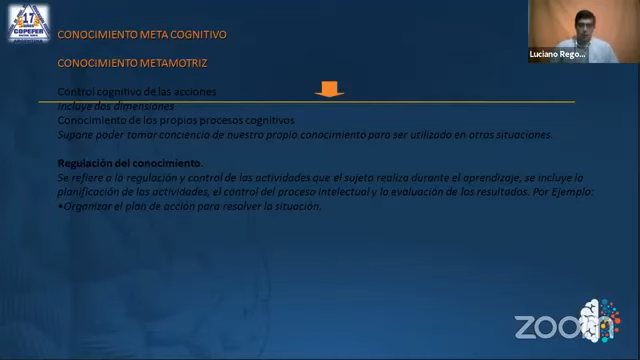 17
COPEFER
CONOCIMIENTO META COGNITIVO
CONOCIMIENTO METAMOTRIZ
Control cognitivo de las acciones
Incluye dos dimensiones
Conocimiento de los propios procesos cognitivos
Supone poder tomar conciencia de nuestro propio conocimiento para ser utilizado en otras situaciones.
Regulación del conocimiento.
Se refiere a la regulación y control de las actividades que el sujeto realiza durante el aprendizaje, se incluye la
planificación de las actividades, el control del proceso intelectual y la evaluación de los resultados. Por Ejemplo:
•Organizar el plan de acción para resolver la situación.
Luciano Rego...
zoom